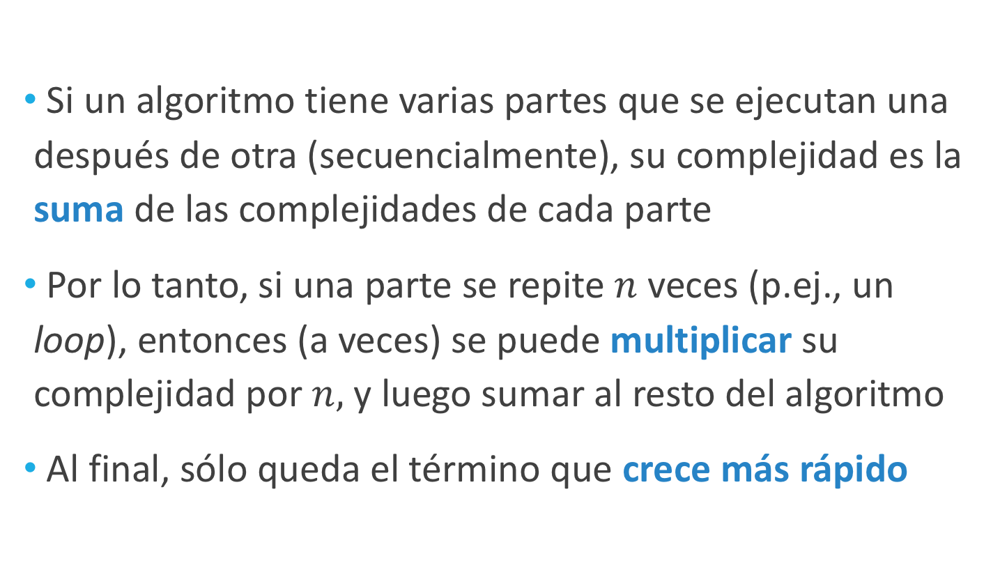 • Si un algoritmo tiene varias partes que se ejecutan una
después de otra (secuencialmente), su complejidad es la
suma de las complejidades de cada parte
• Por lo tanto, si una parte se repite n veces (p.ej., un
loop), entonces (a veces) se puede multiplicar su
complejidad por n, y luego sumar al resto del algoritmo
• Al final, sólo queda el término que crece más rápido